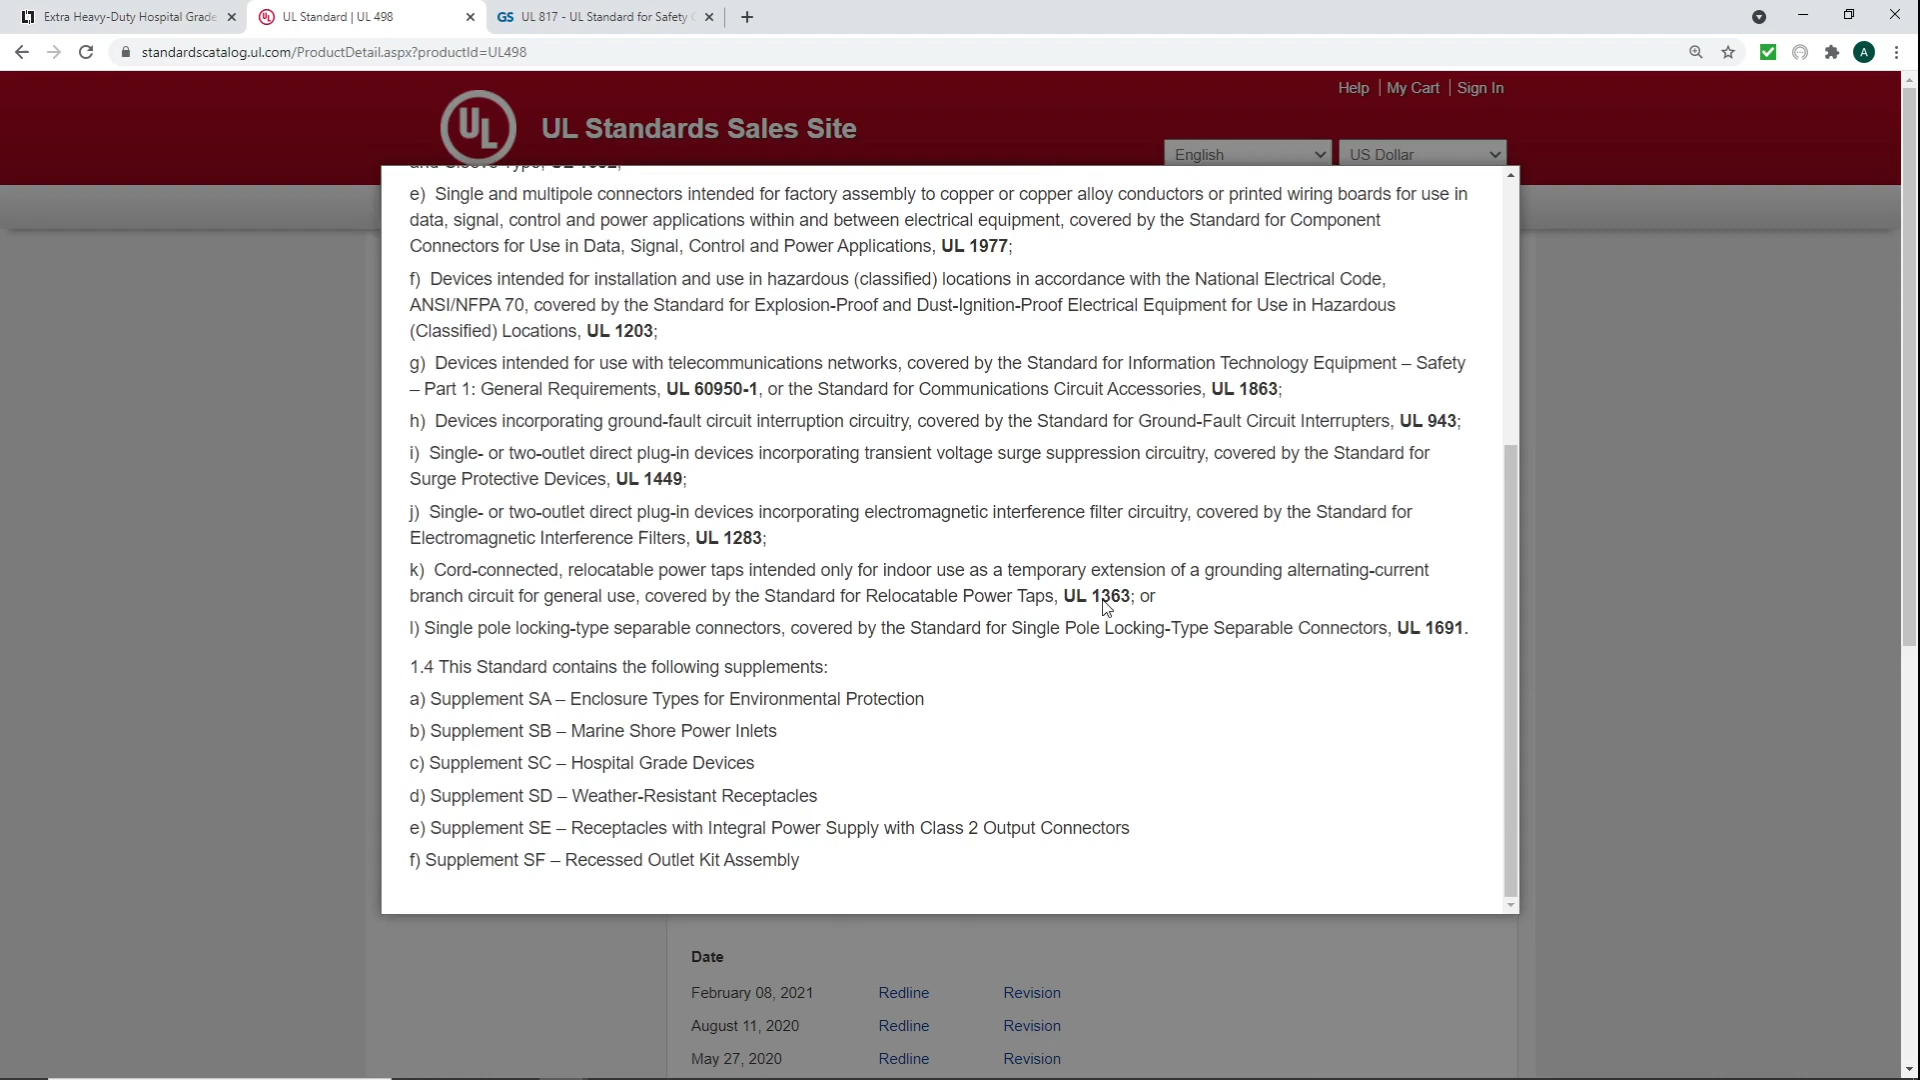 Extra Heavy-Duty Hospital Grade
UL Standard | UL 498
GS UL 817 - UL Standard for Safety
standardscatalog.ul.com/ProductDetail.aspx?productId=UL498
A
Help | My Cart | Sign In
UL
UL Standards Sales Site
English
US Dollar
e) Single and multipole connectors intended for factory assembly to copper or copper alloy conductors or printed wiring boards for use in
data, signal, control and power applications within and between electrical equipment, covered by the Standard for Component
Connectors for Use in Data, Signal, Control and Power Applications, UL 1977;
f) Devices intended for installation and use in hazardous (classified) locations in accordance with the National Electrical Code,
ANSI/NFPA 70, covered by the Standard for Explosion-Proof and Dust-Ignition-Proof Electrical Equipment for Use in Hazardous
(Classified) Locations, UL 1203;
g) Devices intended for use with telecommunications networks, covered by the Standard for Information Technology Equipment – Safety
– Part 1: General Requirements, UL 60950-1, or the Standard for Communications Circuit Accessories, UL 1863;
h) Devices incorporating ground-fault circuit interruption circuitry, covered by the Standard for Ground-Fault Circuit Interrupters, UL 943;
i) Single- or two-outlet direct plug-in devices incorporating transient voltage surge suppression circuitry, covered by the Standard for
Surge Protective Devices, UL 1449;
j) Single- or two-outlet direct plug-in devices incorporating electromagnetic interference filter circuitry, covered by the Standard for
Electromagnetic Interference Filters, UL 1283;
k) Cord-connected, relocatable power taps intended only for indoor use as a temporary extension of a grounding alternating-current
branch circuit for general use, covered by the Standard for Relocatable Power Taps, UL 1363; or
l) Single pole locking-type separable connectors, covered by the Standard for Single Pole Locking-Type Separable Connectors, UL 1691.
1.4 This Standard contains the following supplements:
a) Supplement SA – Enclosure Types for Environmental Protection
b) Supplement SB – Marine Shore Power Inlets
c) Supplement SC – Hospital Grade Devices
d) Supplement SD – Weather-Resistant Receptacles
e) Supplement SE – Receptacles with Integral Power Supply with Class 2 Output Connectors
f) Supplement SF – Recessed Outlet Kit Assembly
Date
February 08, 2021 Redline Revision
August 11, 2020 Redline Revision
May 27, 2020 Redline Revision